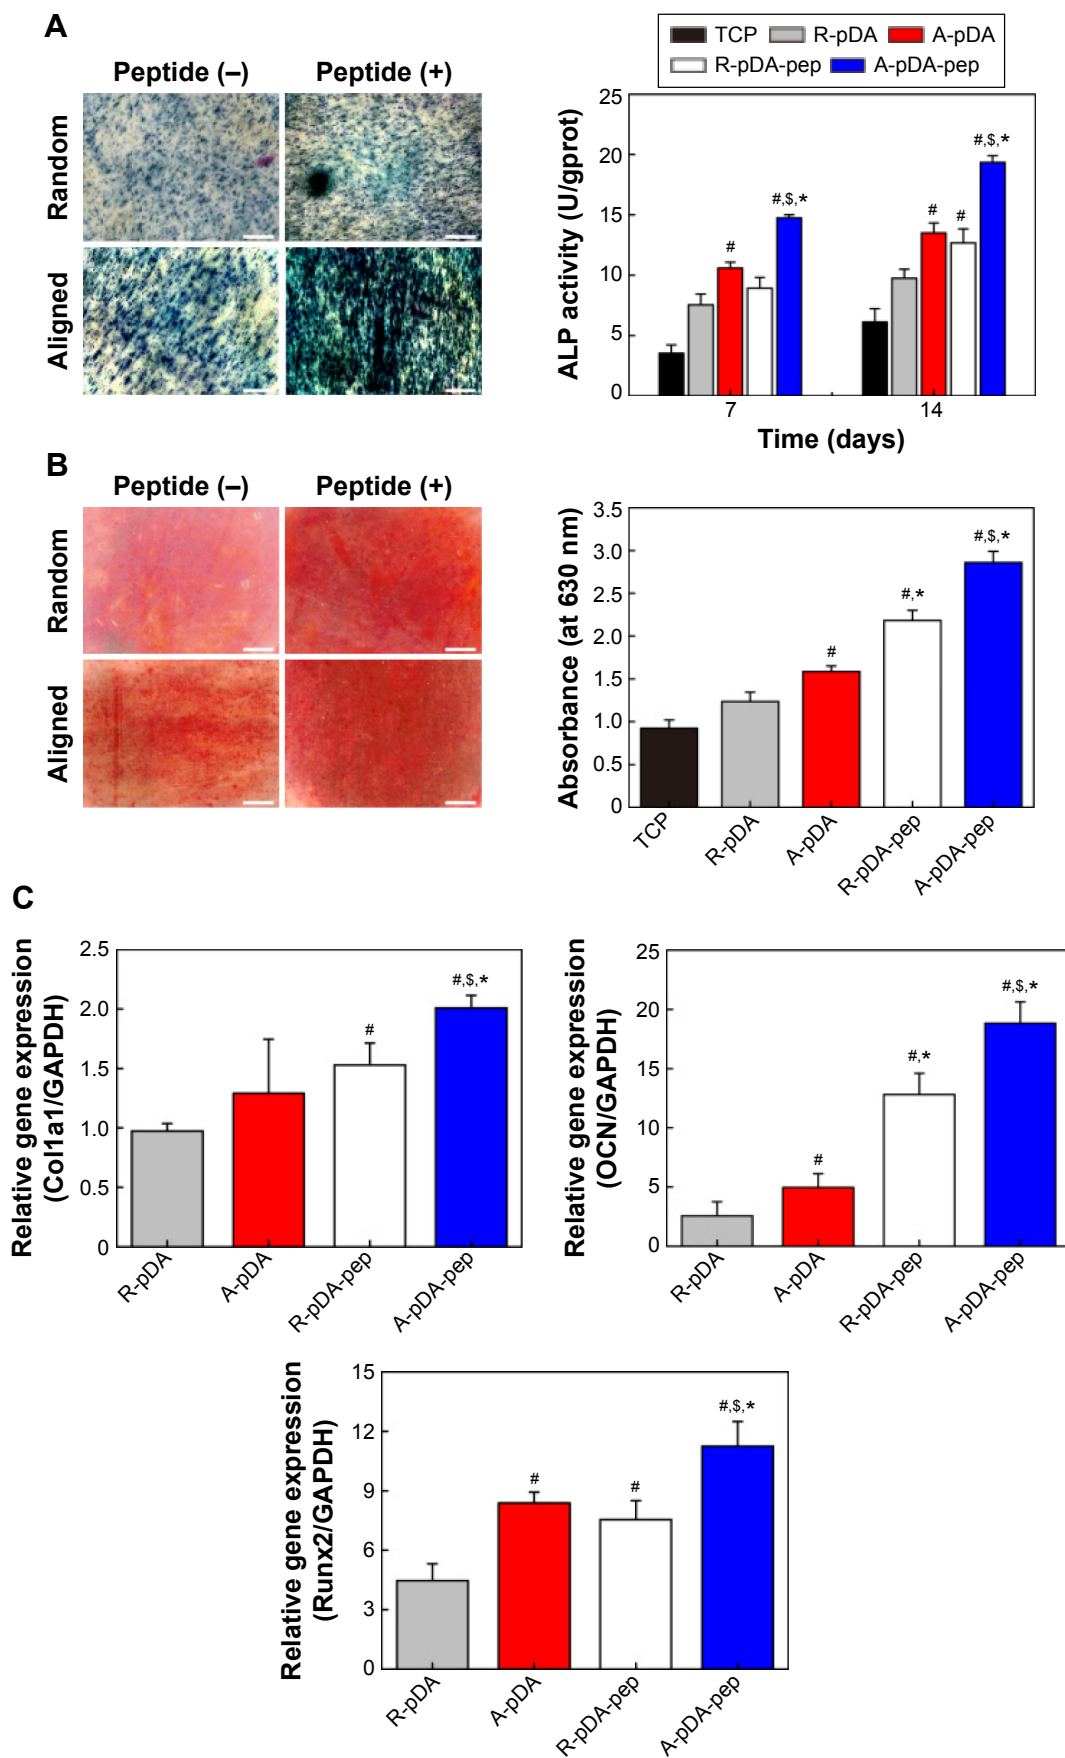 A
TCP R-pDA A-pDA
R-pDA-pep A-pDA-pep
Peptide (–) Peptide (+)
Random
Aligned
ALP activity (U/gprot)
25
20
15
10
5
0
#
#,$,*
#
#
#,$,*
7 14
Time (days)
B
Peptide (–) Peptide (+)
Random
Aligned
Absorbance (at 630 nm)
3.5
3.0
2.5
2.0
1.5
1.0
0.5
0
#
#,*
#,$,*
TCP
R-pDA
A-pDA
R-pDA-pep
A-pDA-pep
C
Relative gene expression
(Col1a1/GAPDH)
2.5
2.0
1.5
1.0
0.5
0
#
#,$,*
R-pDA
A-pDA
R-pDA-pep
A-pDA-pep
Relative gene expression
(OCN/GAPDH)
25
20
15
10
5
0
#
#,*
#,$,*
R-pDA
A-pDA
R-pDA-pep
A-pDA-pep
Relative gene expression
(Runx2/GAPDH)
15
12
9
6
3
0
#
#
#,$,*
R-pDA
A-pDA
R-pDA-pep
A-pDA-pep